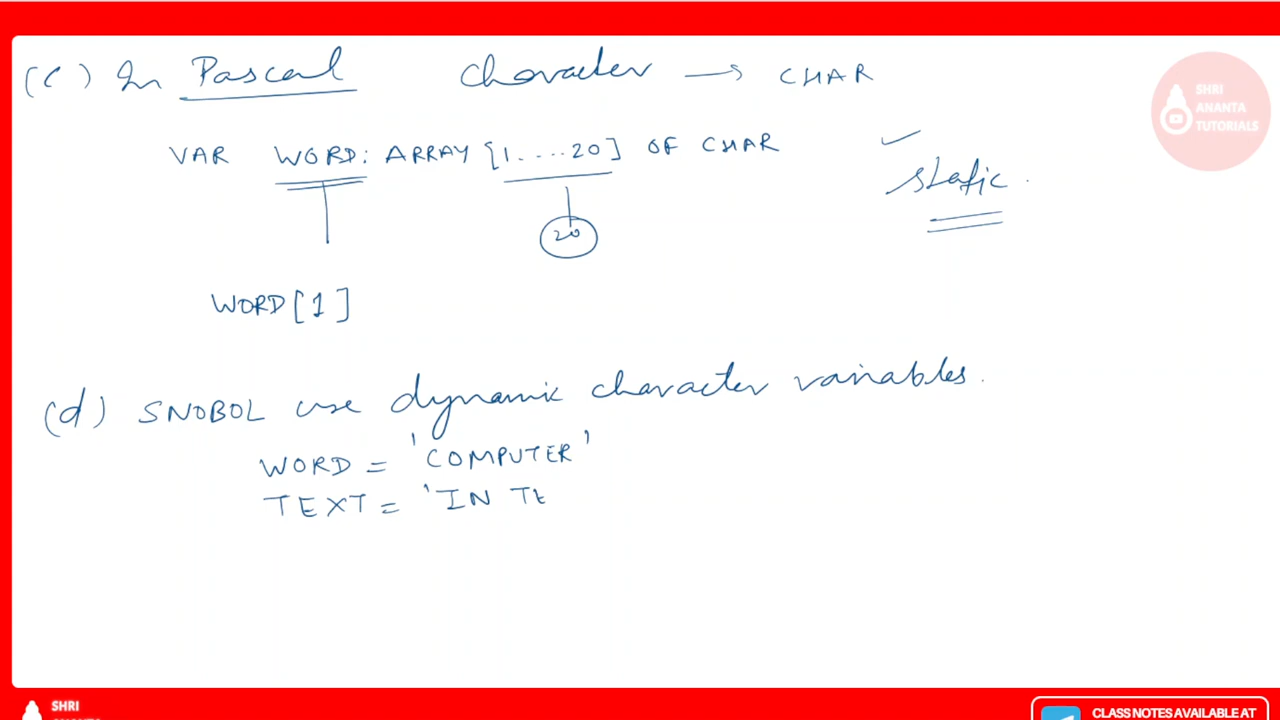 (c) In Pascal Character → CHAR
VAR WORD: ARRAY [1....20] OF CHAR
static.
20
WORD[1]
(d) SNOBOL use dynamic character variables.
WORD = 'COMPUTER'
TEXT = 'IN TE
SHRI
ANANTA
TUTORIALS
SHRI
ANANTA
CLASS NOTES AVAILABLE AT